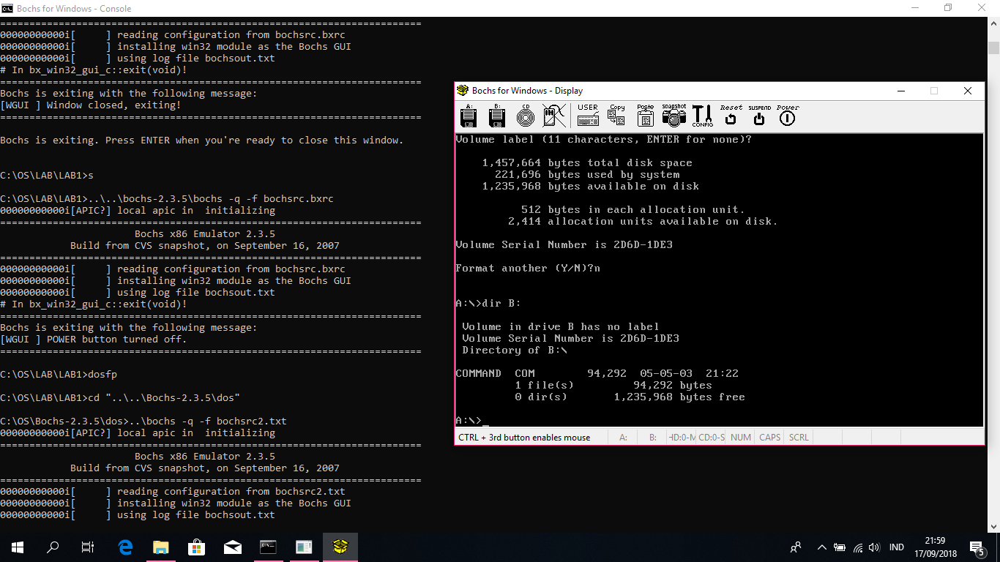 Bochs for Windows - Console
================================================================================
00000000000i[     ] reading configuration from bochsrc.bxrc
00000000000i[     ] installing win32 module as the Bochs GUI
00000000000i[     ] using log file bochsout.txt
# In bx_win32_gui_c::exit(void)!
========================================================================
Bochs is exiting with the following message:
[WGUI ] Window closed, exiting!
========================================================================
Bochs is exiting. Press ENTER when you're ready to close this window.
C:\OS\LAB\LAB1>s
C:\OS\LAB\LAB1>..\..\bochs-2.3.5\bochs -q -f bochsrc.bxrc
00000000000i[APIC?] local apic in  initializing
========================================================================
Bochs x86 Emulator 2.3.5
Build from CVS snapshot, on September 16, 2007
========================================================================
00000000000i[     ] reading configuration from bochsrc.bxrc
00000000000i[     ] installing win32 module as the Bochs GUI
00000000000i[     ] using log file bochsout.txt
# In bx_win32_gui_c::exit(void)!
========================================================================
Bochs is exiting with the following message:
[WGUI ] POWER button turned off.
========================================================================
C:\OS\LAB\LAB1>dosfp
C:\OS\LAB\LAB1>cd "..\..\Bochs-2.3.5\dos"
C:\OS\Bochs-2.3.5\dos>..\bochs -q -f bochsrc2.txt
00000000000i[APIC?] local apic in  initializing
========================================================================
Bochs x86 Emulator 2.3.5
Build from CVS snapshot, on September 16, 2007
========================================================================
00000000000i[     ] reading configuration from bochsrc2.txt
00000000000i[     ] installing win32 module as the Bochs GUI
00000000000i[     ] using log file bochsout.txt
Bochs for Windows - Display
A: B: CD USER Copy Paste snapshot CONFIG Reset SUSPEND Power
Volume label (11 characters, ENTER for none)?
1,457,664 bytes total disk space
221,696 bytes used by system
1,235,968 bytes available on disk
512 bytes in each allocation unit.
2,414 allocation units available on disk.
Volume Serial Number is 2D6D-1DE3
Format another (Y/N)?n
A:\>dir B:
Volume in drive B has no label
Volume Serial Number is 2D6D-1DE3
Directory of B:\
COMMAND  COM        94,292  05-05-03  21:22
1 file(s)         94,292 bytes
0 dir(s)       1,235,968 bytes free
A:\>_
CTRL + 3rd button enables mouse A: B: HD:0-M CD:0-S NUM CAPS SCRL
IND
21:59
17/09/2018
5